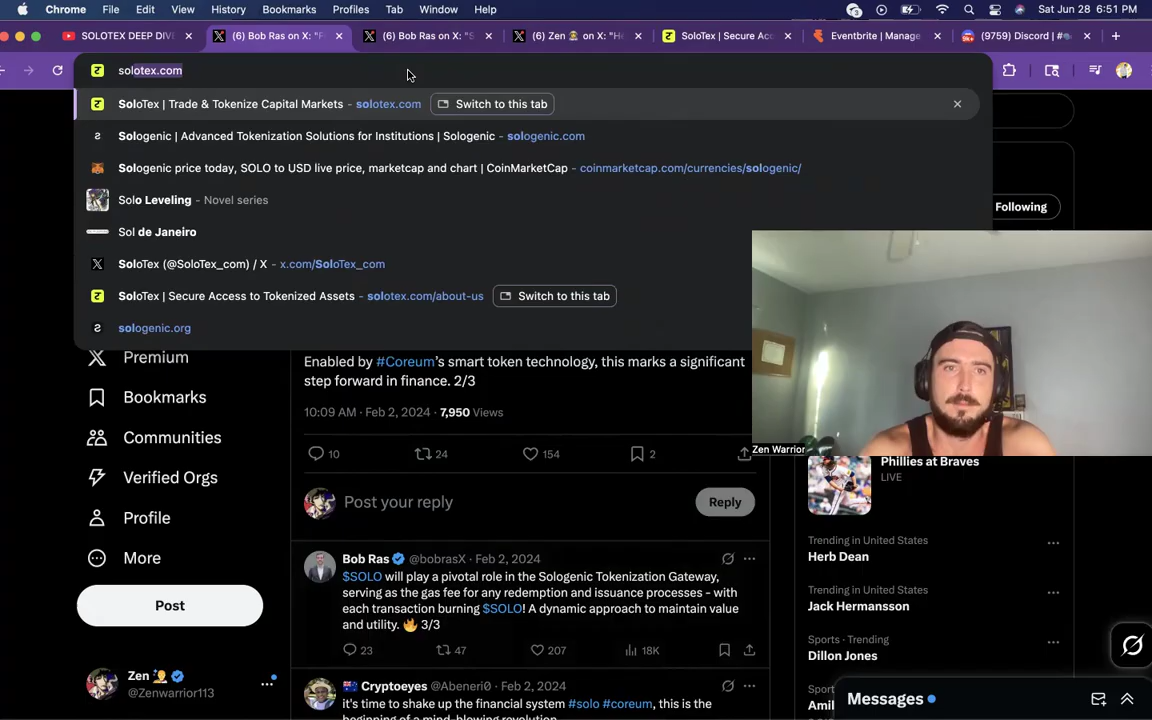 Chrome File Edit View History Bookmarks Profiles Tab Window Help
3
Sat Jun 28 6:51 PM
SOLOTEX DEEP DIV
(6) Bob Ras on X: "F
(6) Bob Ras on X: "S
(6) Zen on X: "He
SoloTex | Secure Acc
Eventbrite | Manage
(9759) Discord | #
solotex.com
SoloTex | Trade & Tokenize Capital Markets - solotex.com Switch to this tab
Sologenic | Advanced Tokenization Solutions for Institutions | Sologenic - sologenic.com
Sologenic price today, SOLO to USD live price, marketcap and chart | CoinMarketCap - coinmarketcap.com/currencies/sologenic/
Solo Leveling - Novel series
Sol de Janeiro
SoloTex (@SoloTex_com) / X - x.com/SoloTex_com
SoloTex | Secure Access to Tokenized Assets - solotex.com/about-us Switch to this tab
sologenic.org
Following
Premium
Bookmarks
Communities
Verified Orgs
Profile
More
Post
Zen
@Zenwarrior113
Enabled by #Coreum's smart token technology, this marks a significant
step forward in finance. 2/3
10:09 AM · Feb 2, 2024 · 7,950 Views
10 24 154 2
Post your reply
Reply
Bob Ras @bobrasX · Feb 2, 2024
$SOLO will play a pivotal role in the Sologenic Tokenization Gateway,
serving as the gas fee for any redemption and issuance processes - with
each transaction burning $SOLO! A dynamic approach to maintain value
and utility. 🔥 3/3
23 47 207 18K
Cryptoeyes @Abeneri0 · Feb 2, 2024
it's time to shake up the financial system #solo #coreum, this is the
beginning of a mind-blowing revolution
Zen Warrior
Phillies at Braves
LIVE
Trending in United States
Herb Dean
Trending in United States
Jack Hermansson
Sports · Trending
Dillon Jones
Sport
Amil
Messages